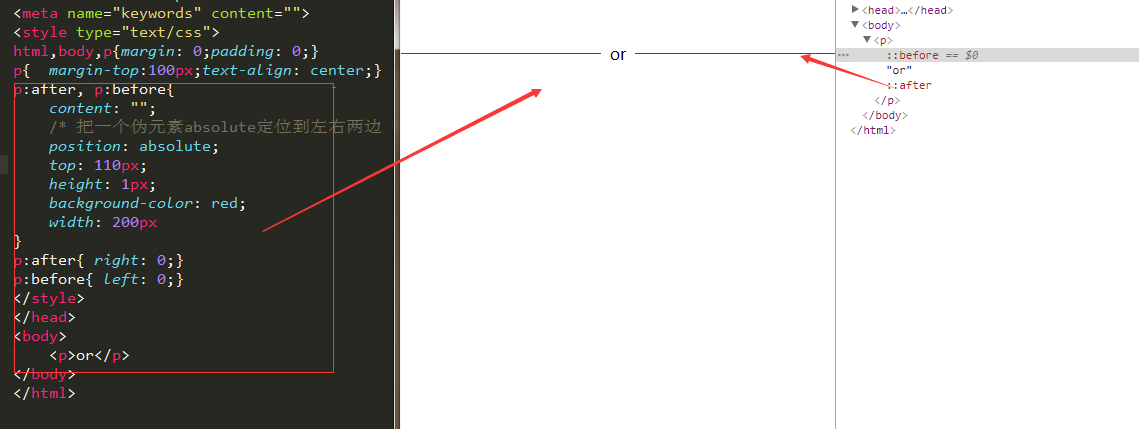 <meta name="keywords" content="">
<style type="text/css">
html,body,p{margin: 0;padding: 0;}
p{  margin-top:100px;text-align: center;}
p:after, p:before{
    content: "";
    /* 把一个伪元素absolute定位到左右两边
    position: absolute;
    top: 110px;
    height: 1px;
    background-color: red;
    width: 200px
}
p:after{ right: 0;}
p:before{ left: 0;}
</style>
</head>
<body>
    <p>or</p>
</body>
</html>
or
▶<head>…</head>
▼<body>
▼<p>
::before == $0
"or"
::after
</p>
</body>
</html>